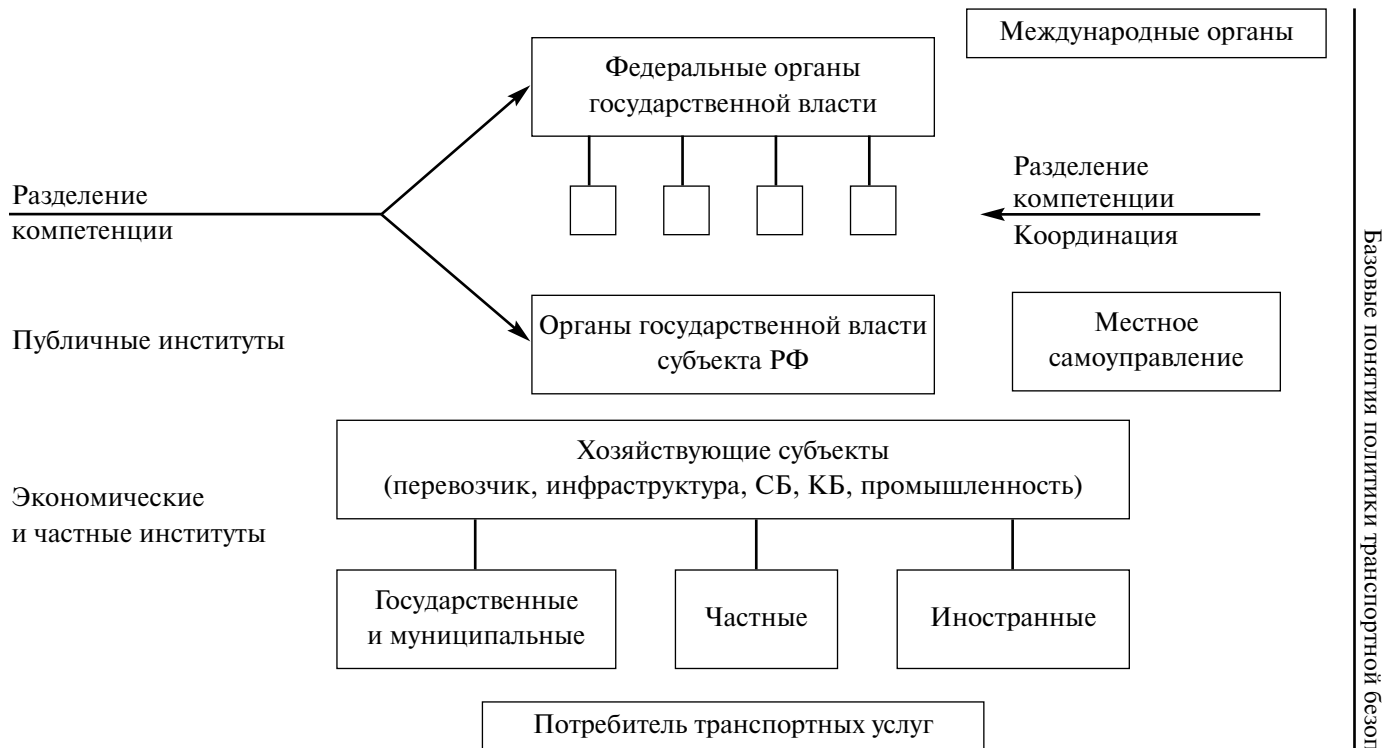 Международные органы
Федеральные органы
государственной власти
Разделение
компетенции
Разделение
компетенции
Координация
Публичные институты
Органы государственной власти
субъекта РФ
Местное
самоуправление
Хозяйствующие субъекты
(перевозчик, инфраструктура, СБ, КБ, промышленность)
Экономические
и частные институты
Государственные
и муниципальные
Частные
Иностранные
Потребитель транспортных услуг
Базовые понятия политики транспортной